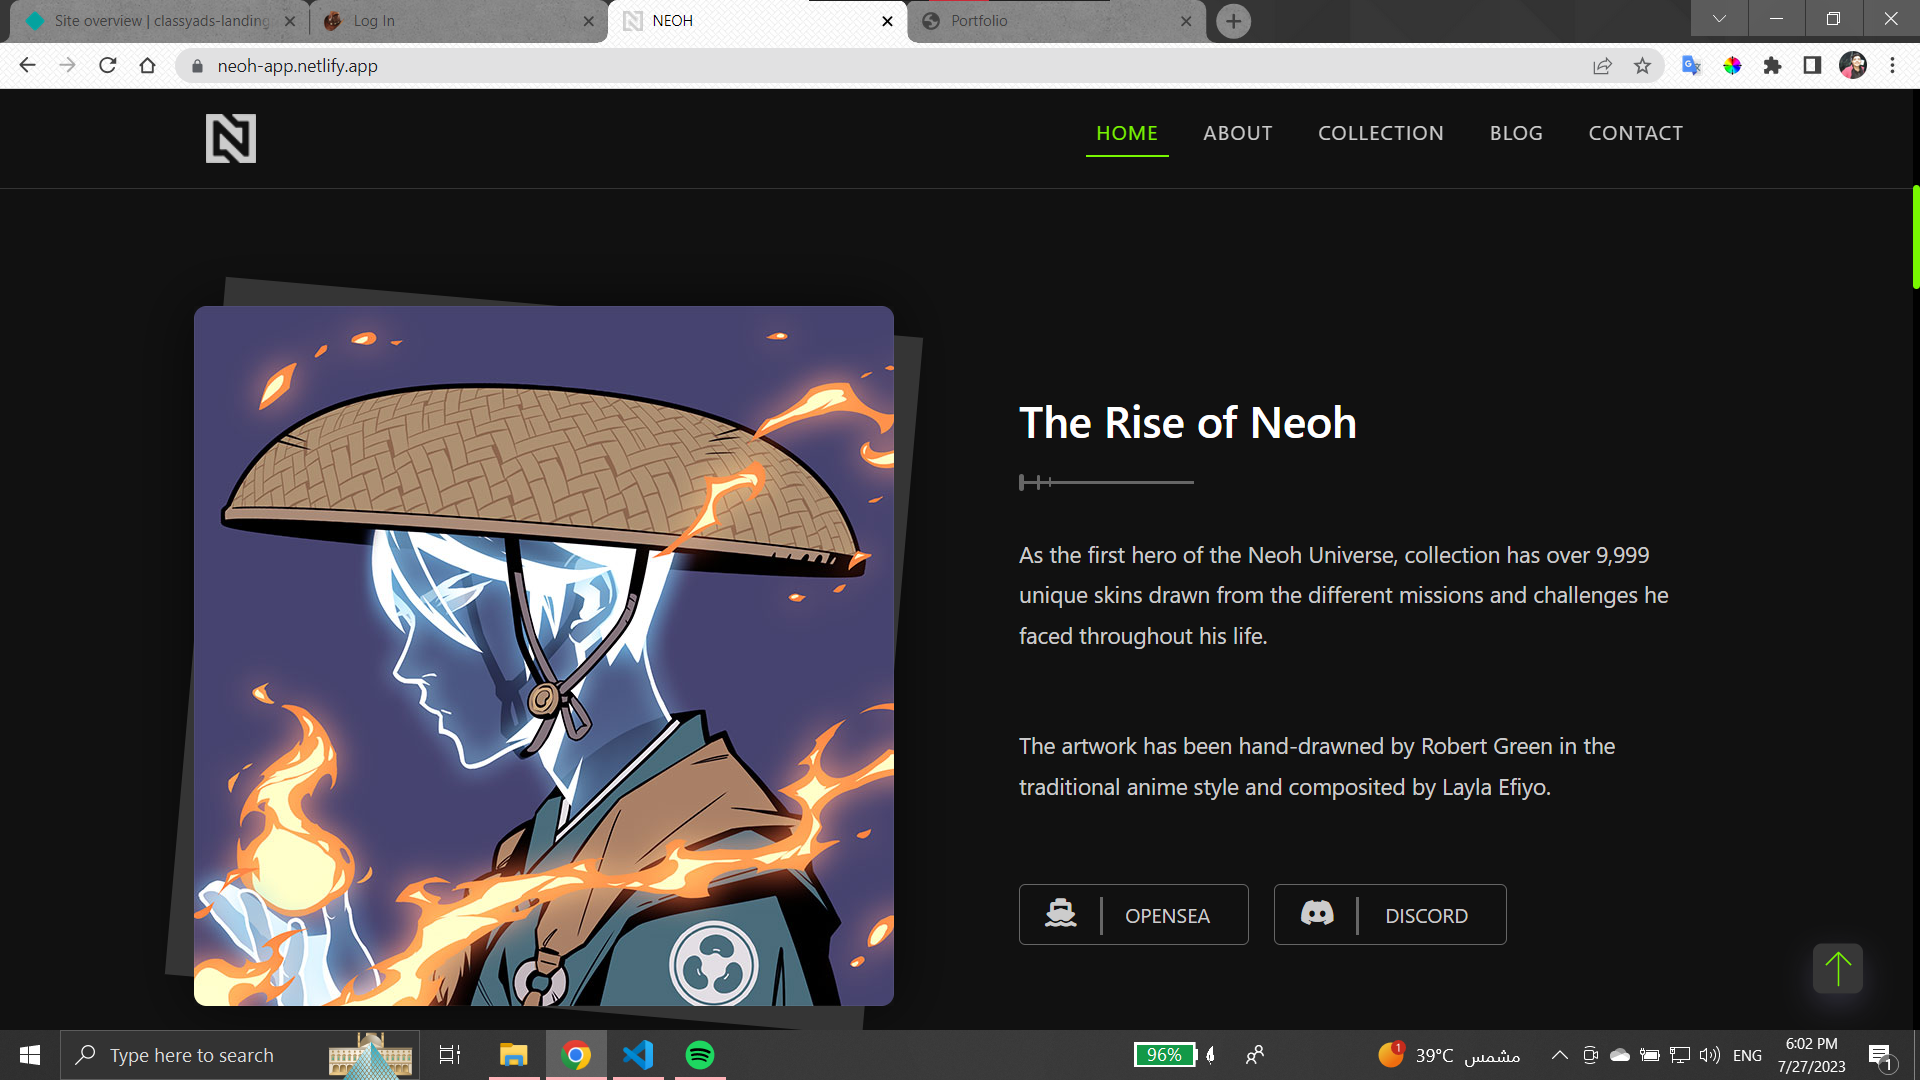 Site overview | classyads-landing
Log In
NEOH
Portfolio
neoh-app.netlify.app
N
HOME
ABOUT
COLLECTION
BLOG
CONTACT
The Rise of Neoh
As the first hero of the Neoh Universe, collection has over 9,999
unique skins drawn from the different missions and challenges he
faced throughout his life.
The artwork has been hand-drawned by Robert Green in the
traditional anime style and composited by Layla Efiyo.
OPENSEA
DISCORD
Type here to search
96%
1
39°C مشمس
ENG
6:02 PM
7/27/2023
1